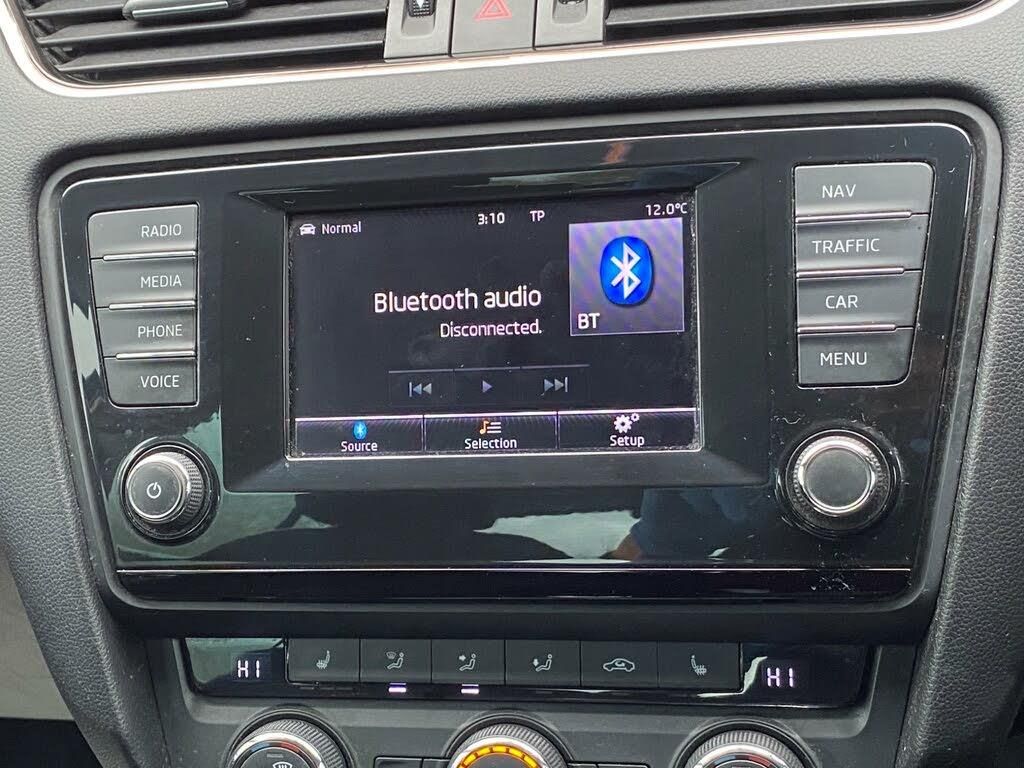 Normal
3:10
TP
12.0°C
Bluetooth audio
Disconnected.
BT
Source
Selection
Setup
RADIO
MEDIA
PHONE
VOICE
NAV
TRAFFIC
CAR
MENU
HI
HI